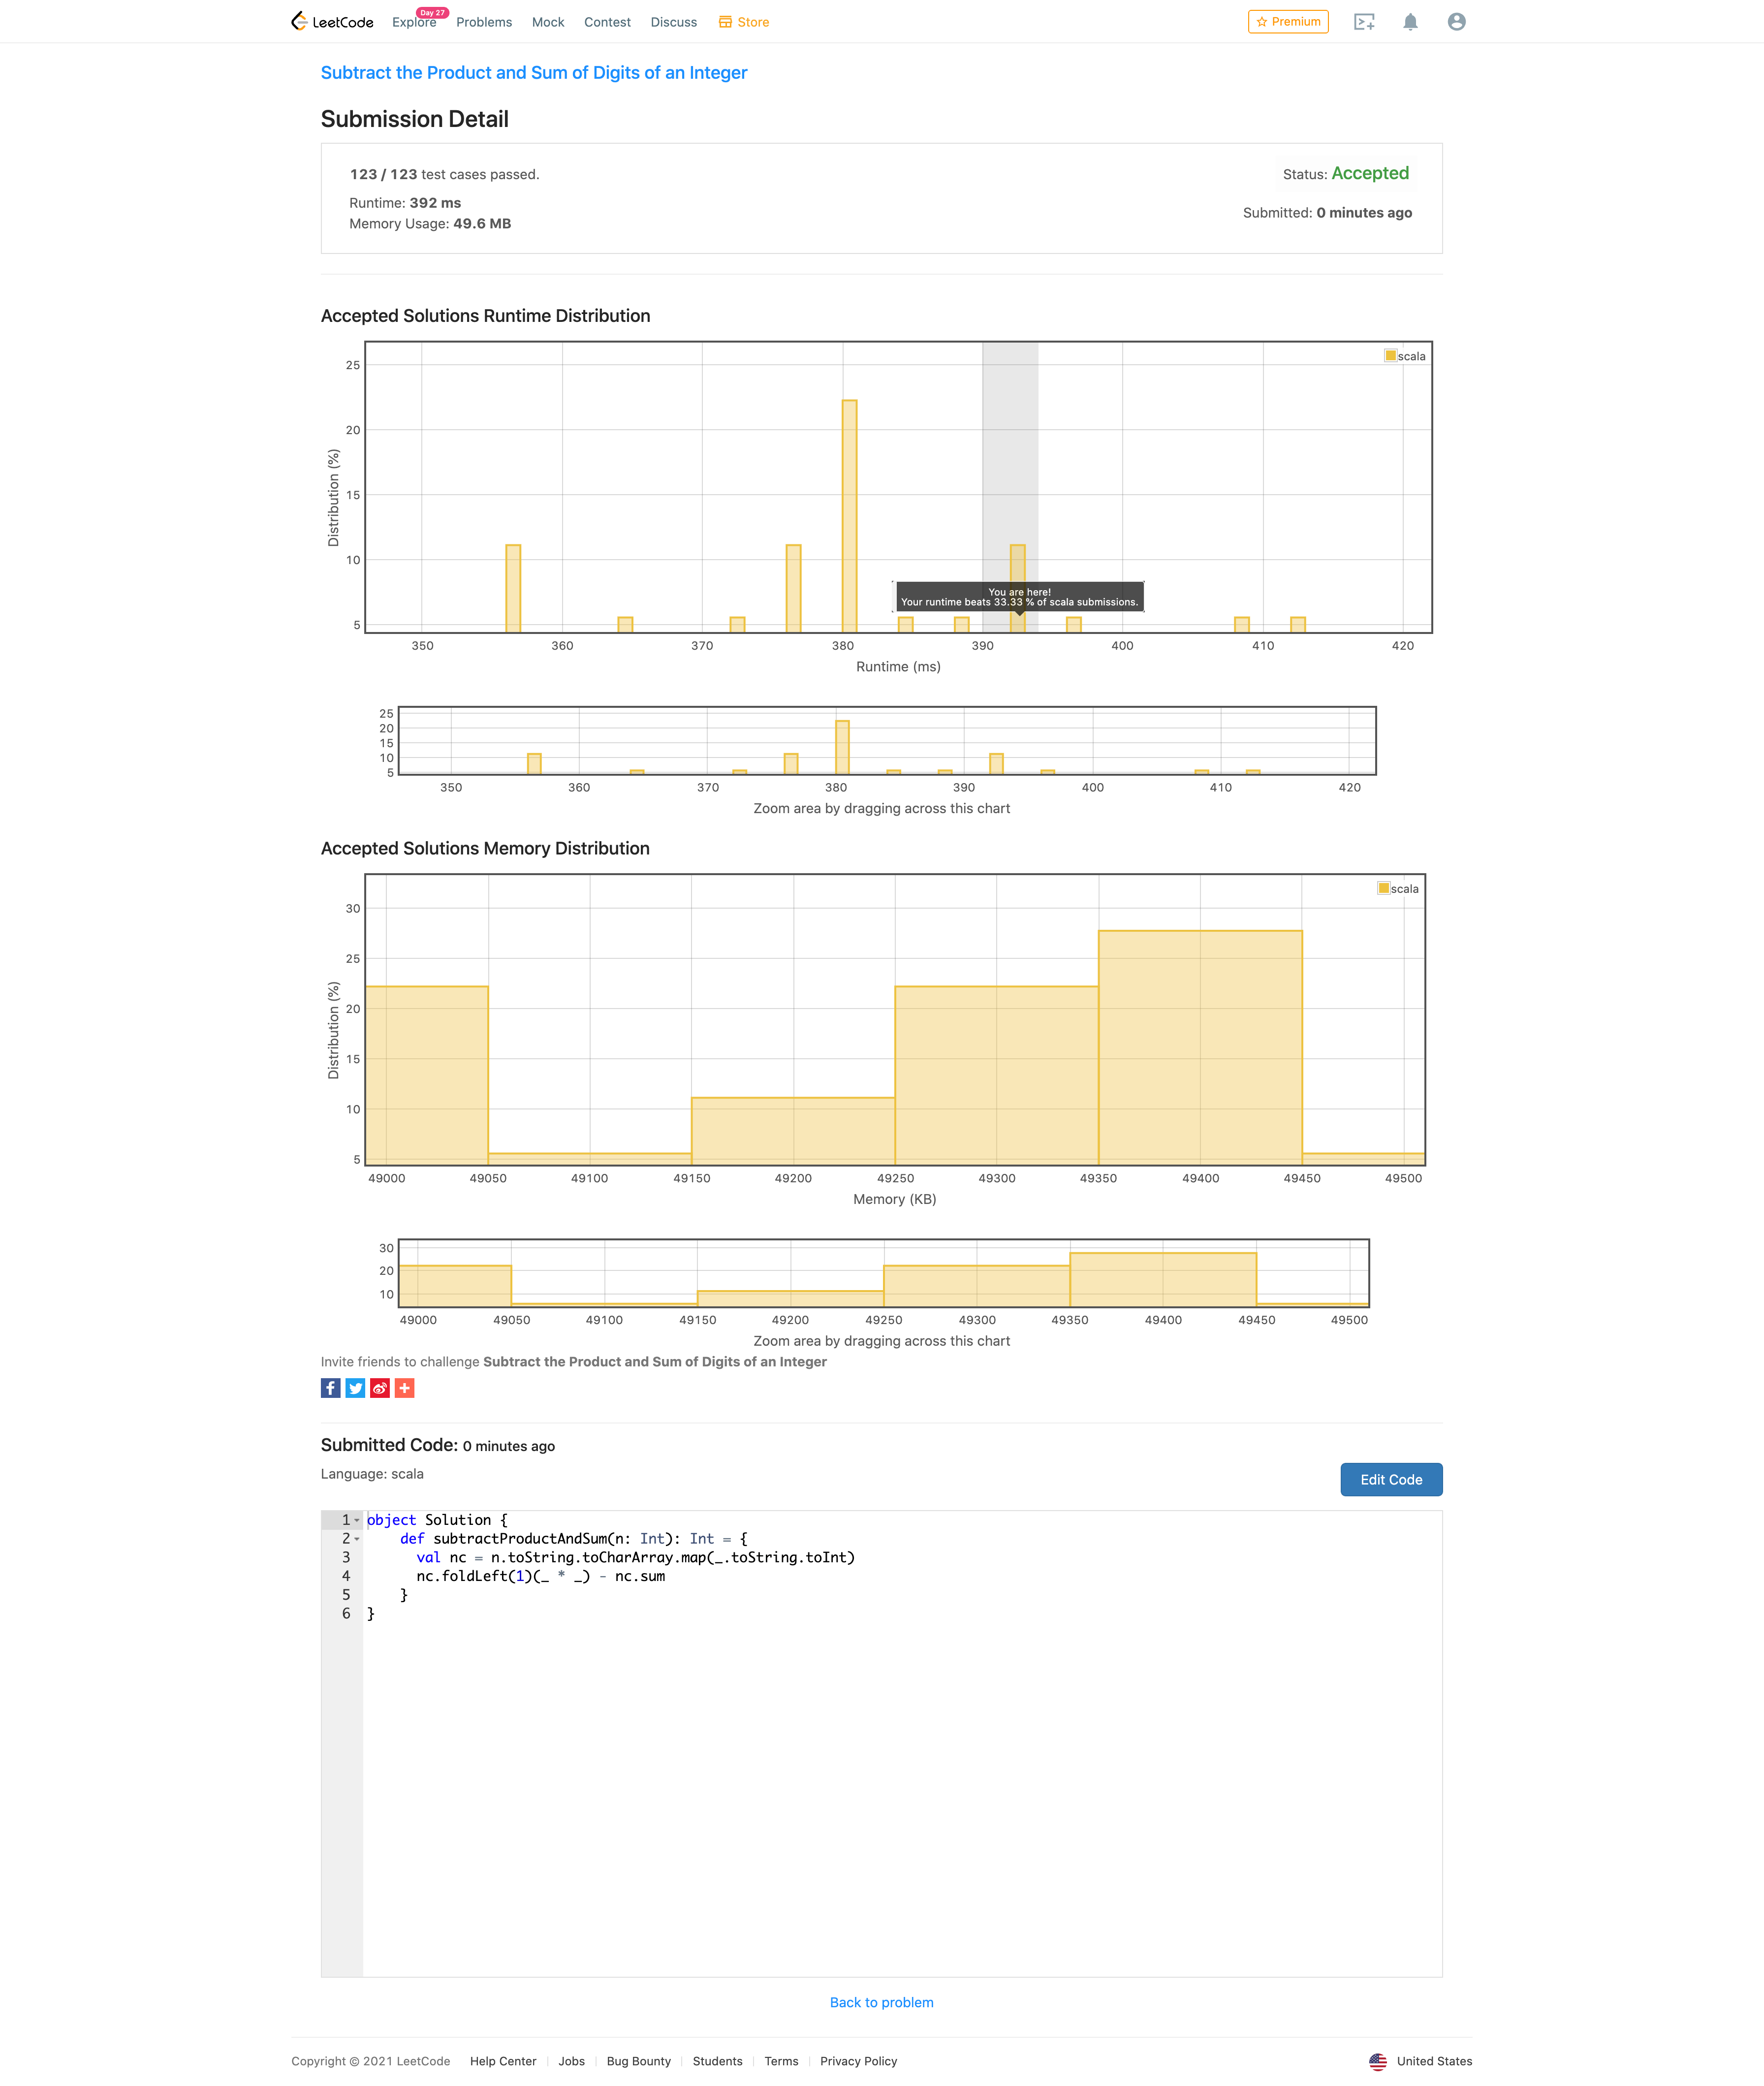 LeetCode
Explore
Day 27
Problems
Mock
Contest
Discuss
Store
Premium
Subtract the Product and Sum of Digits of an Integer
Submission Detail
123 / 123 test cases passed.
Status: Accepted
Runtime: 392 ms
Submitted: 0 minutes ago
Memory Usage: 49.6 MB
Accepted Solutions Runtime Distribution
scala
25
20
15
10
5
Distribution (%)
You are here!
Your runtime beats 33.33 % of scala submissions.
350 360 370 380 390 400 410 420
Runtime (ms)
25
20
15
10
5
350 360 370 380 390 400 410 420
Zoom area by dragging across this chart
Accepted Solutions Memory Distribution
scala
30
25
20
15
10
5
Distribution (%)
49000 49050 49100 49150 49200 49250 49300 49350 49400 49450 49500
Memory (KB)
30
20
10
49000 49050 49100 49150 49200 49250 49300 49350 49400 49450 49500
Zoom area by dragging across this chart
Invite friends to challenge Subtract the Product and Sum of Digits of an Integer
Submitted Code: 0 minutes ago
Language: scala
Edit Code
1 object Solution {
2     def subtractProductAndSum(n: Int): Int = {
3       val nc = n.toString.toCharArray.map(_.toString.toInt)
4       nc.foldLeft(1)(_ * _) - nc.sum
5     }
6 }
Back to problem
Copyright © 2021 LeetCode
Help Center
Jobs
Bug Bounty
Students
Terms
Privacy Policy
United States